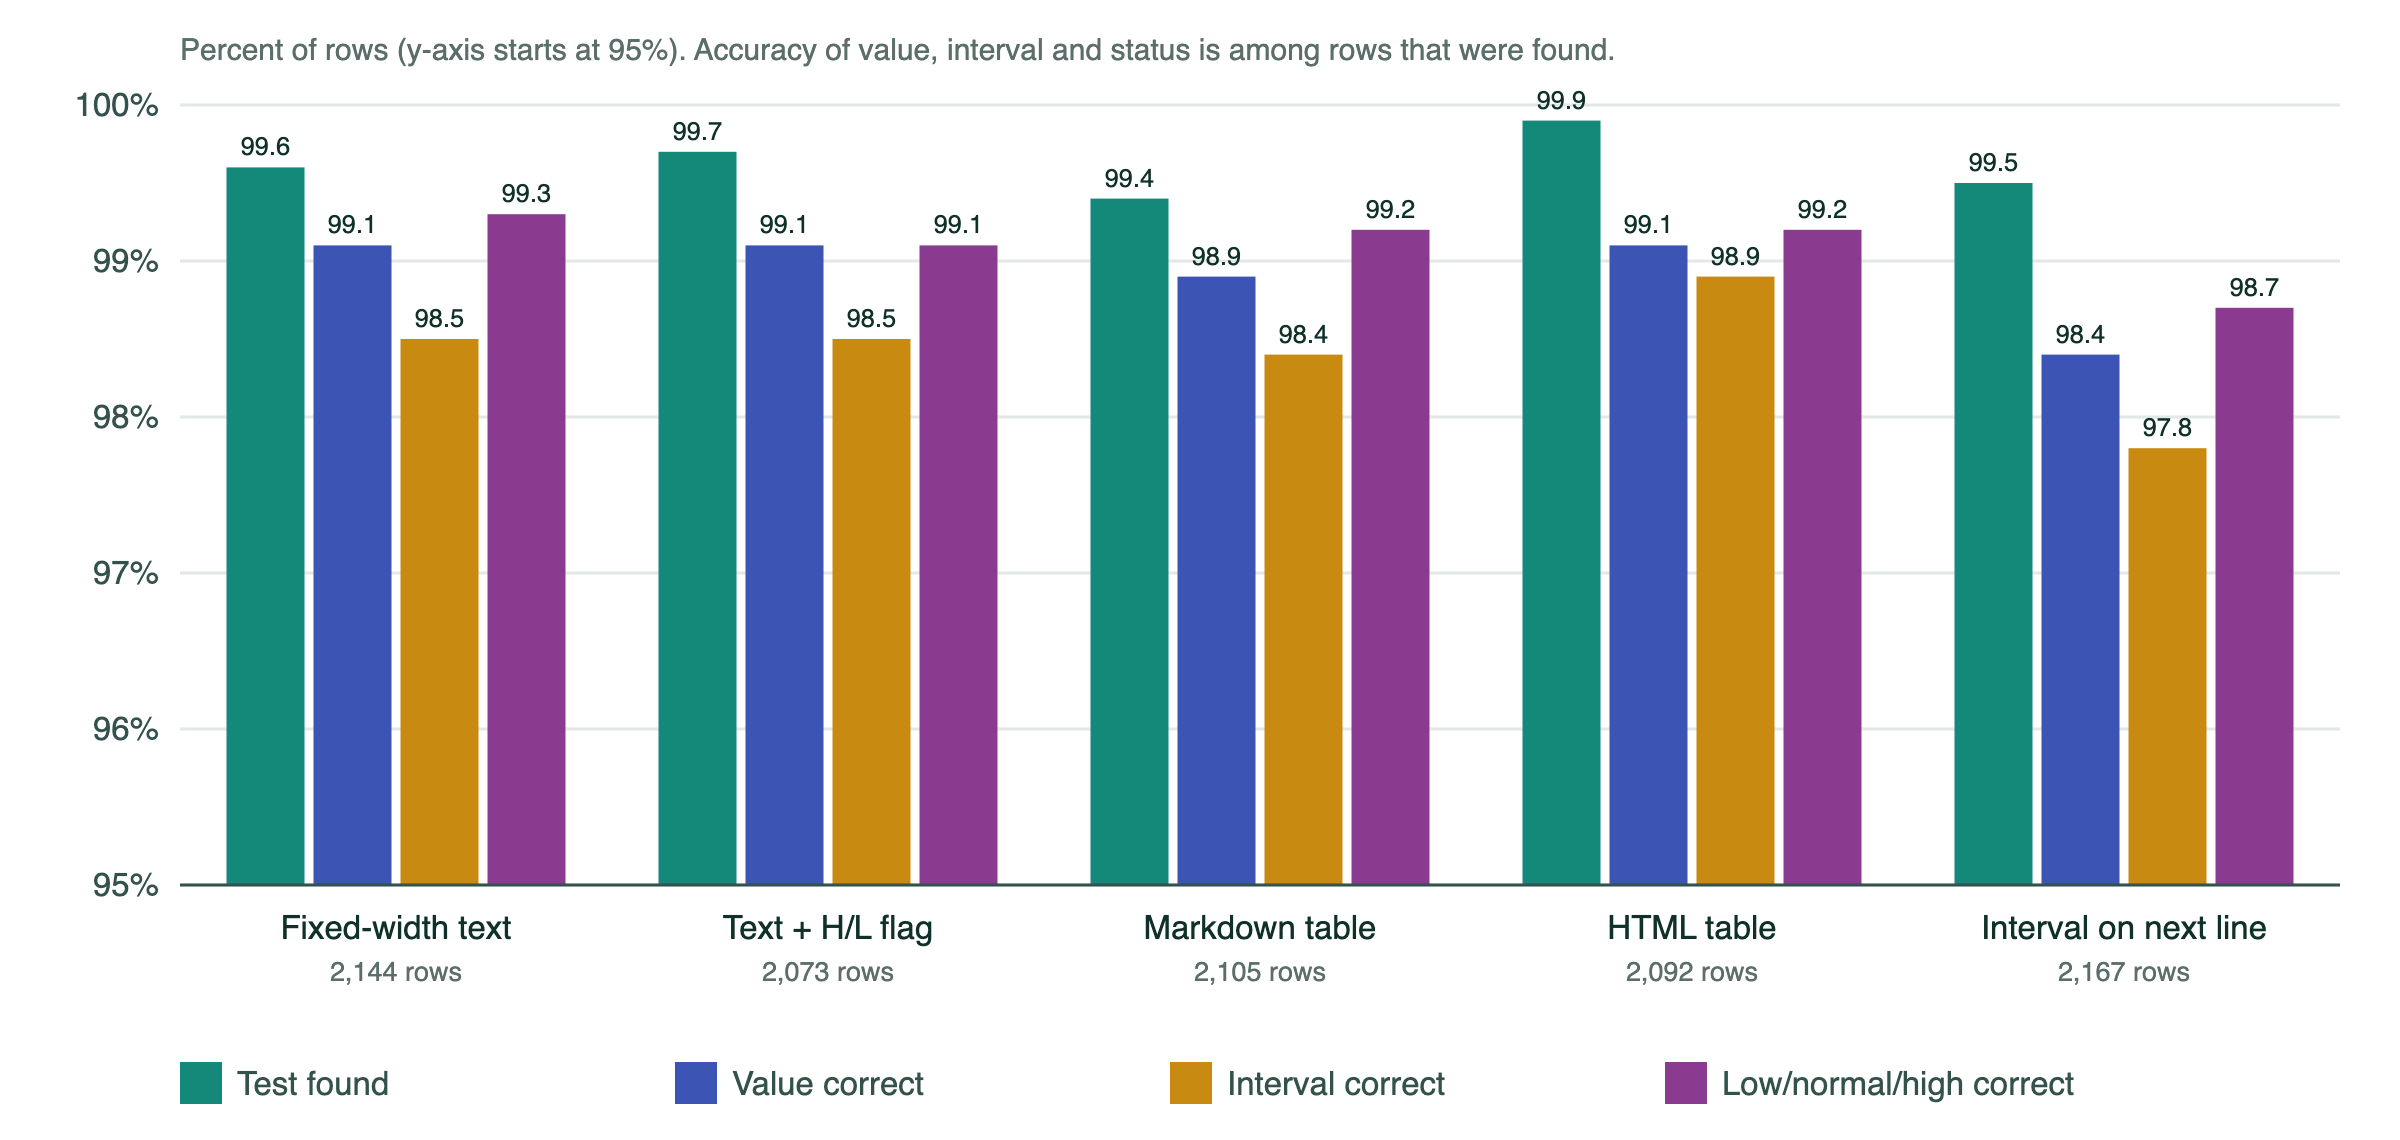 Percent of rows (y-axis starts at 95%). Accuracy of value, interval and status is among rows that were found.
100%
99%
98%
97%
96%
95%
99.6
99.1
98.5
99.3
99.7
99.1
98.5
99.1
99.4
98.9
98.4
99.2
99.9
99.1
98.9
99.2
99.5
98.4
97.8
98.7
Fixed-width text
2,144 rows
Text + H/L flag
2,073 rows
Markdown table
2,105 rows
HTML table
2,092 rows
Interval on next line
2,167 rows
Test found
Value correct
Interval correct
Low/normal/high correct